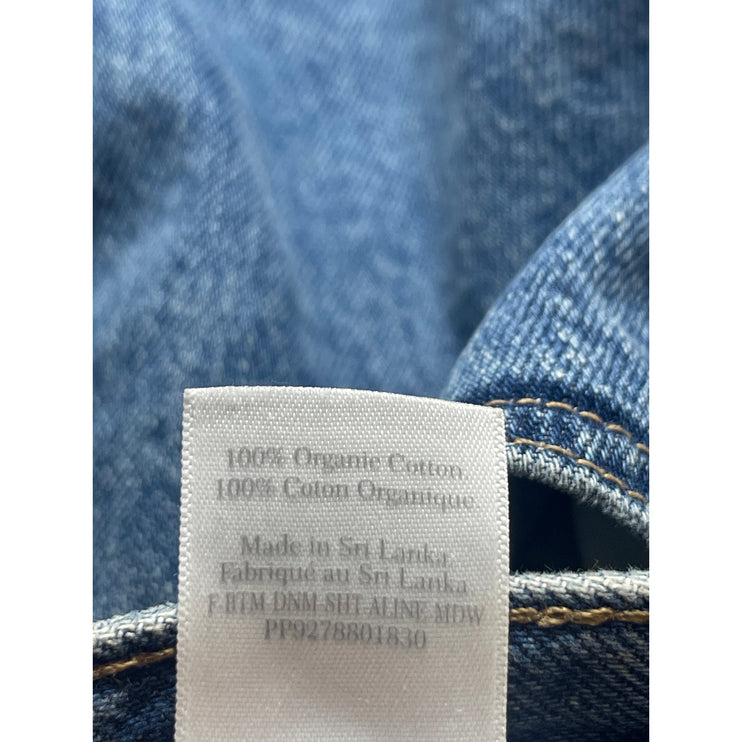 100% Organic Cotton
100% Coton Organique
Made in Sri Lanka
Fabriqué au Sri Lanka
F-BTM-DNM-SHT-ALINE-MDW
PP9278801830